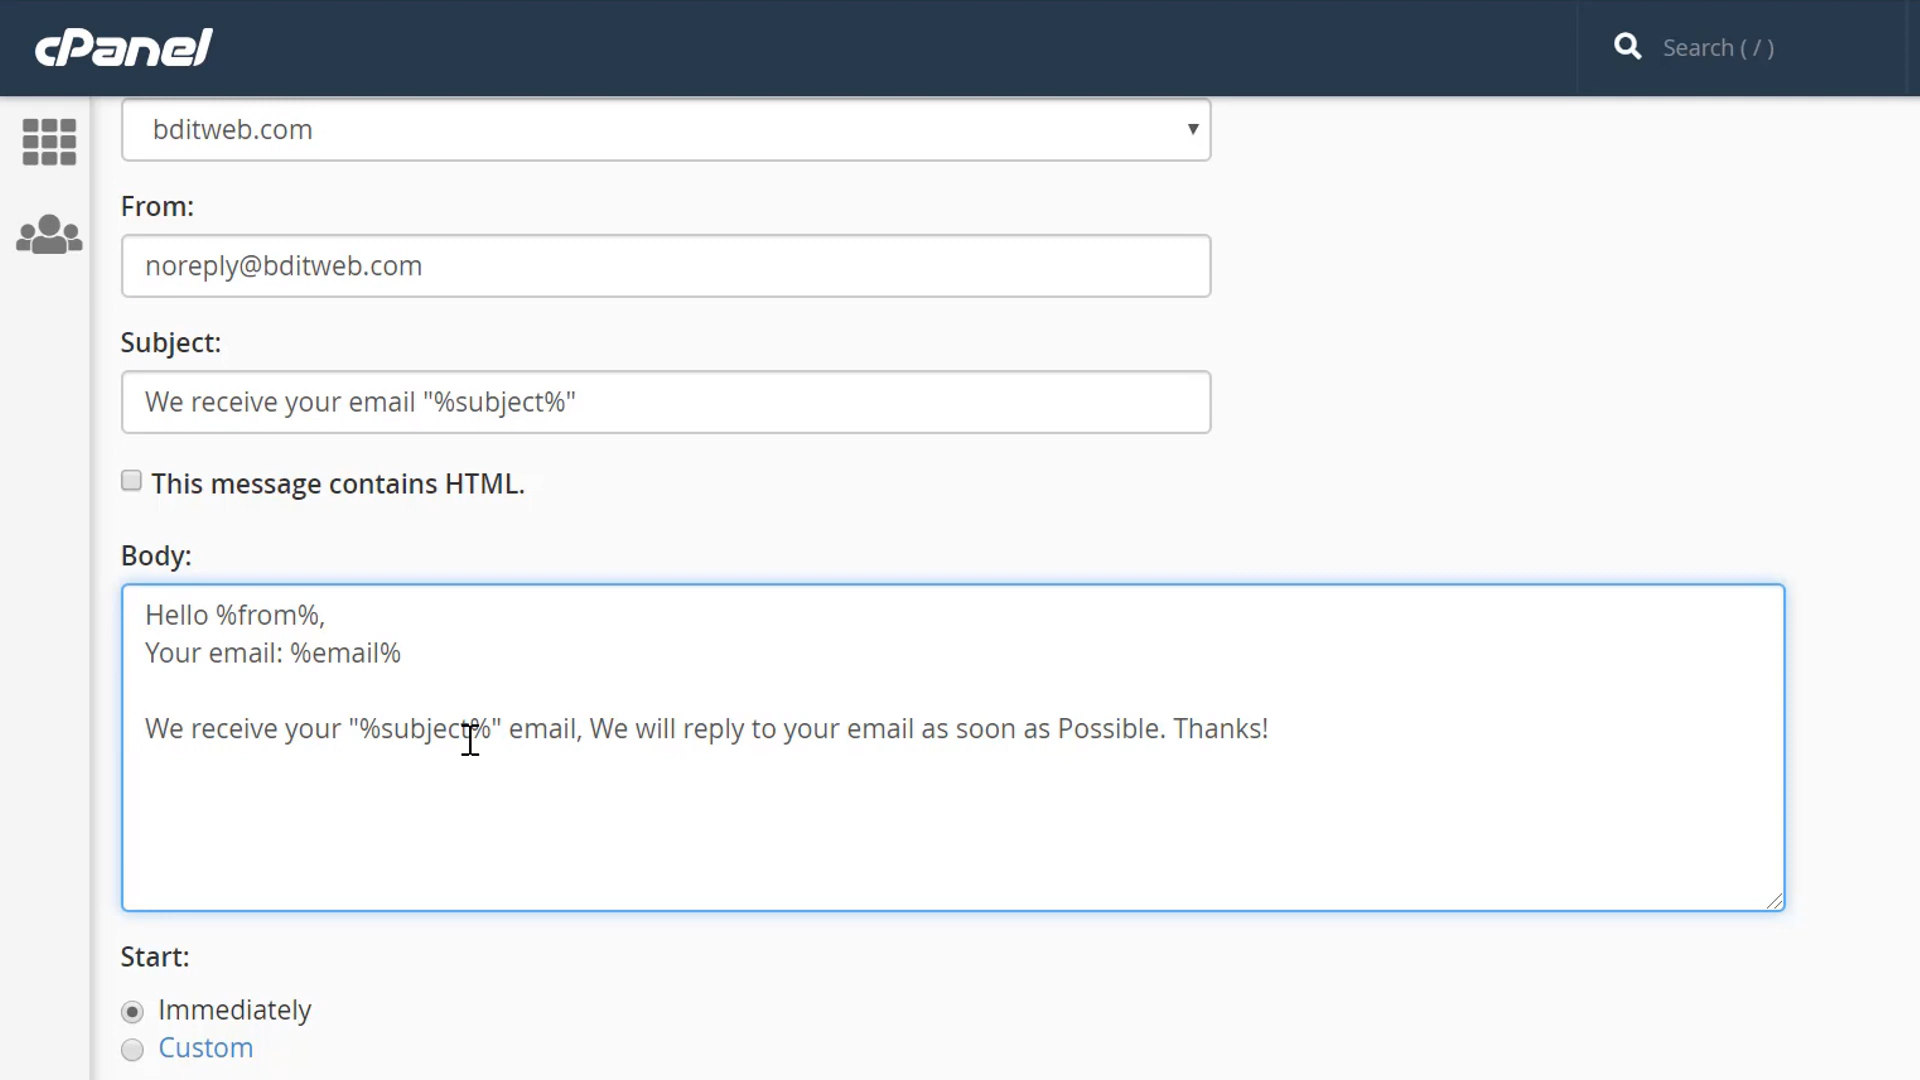 cPanel
Search ( / )
bditweb.com
From:
noreply@bditweb.com
Subject:
We receive your email "%subject%"
This message contains HTML.
Body:
Hello %from%,
Your email: %email%
We receive your "%subject%" email, We will reply to your email as soon as Possible. Thanks!
Start:
Immediately
Custom